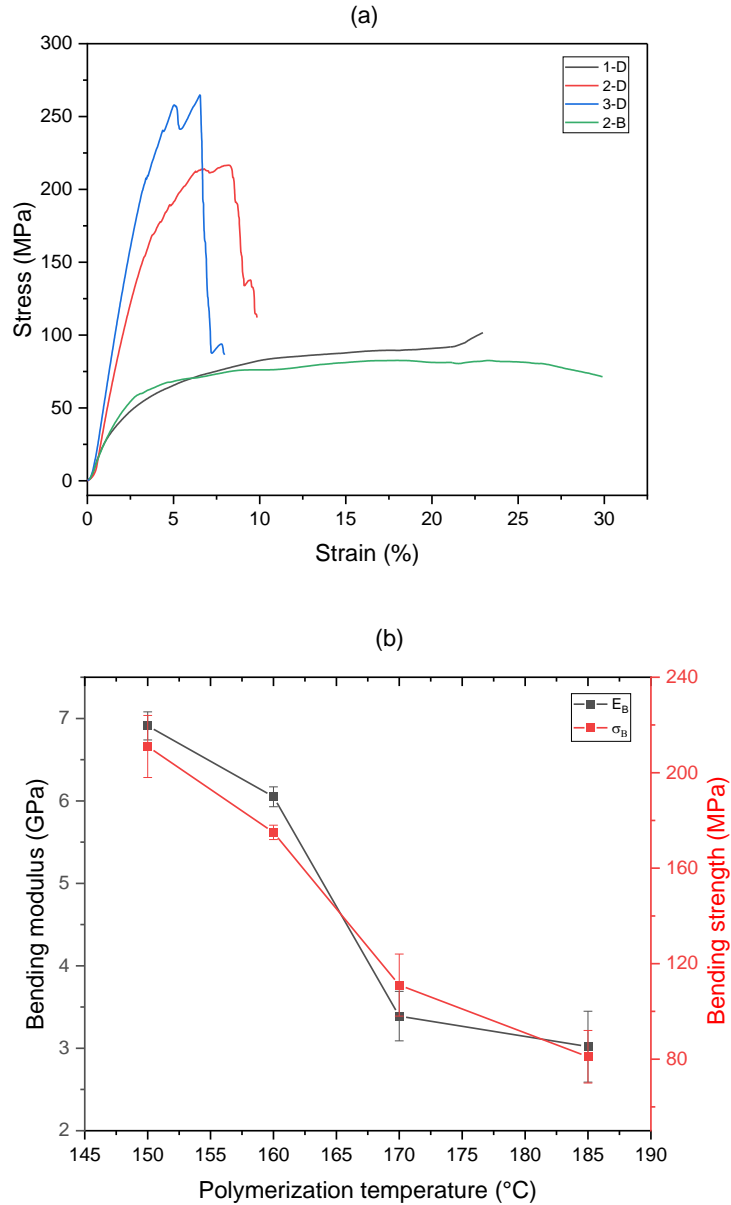 (a)
300
250
200
150
100
50
0
Stress (MPa)
1-D
2-D
3-D
2-B
0 5 10 15 20 25 30
Strain (%)
(b)
7
6
5
4
3
2
Bending modulus (GPa)
E_B
σ_B
240
200
160
120
80
Bending strength (MPa)
145 150 155 160 165 170 175 180 185 190
Polymerization temperature (°C)